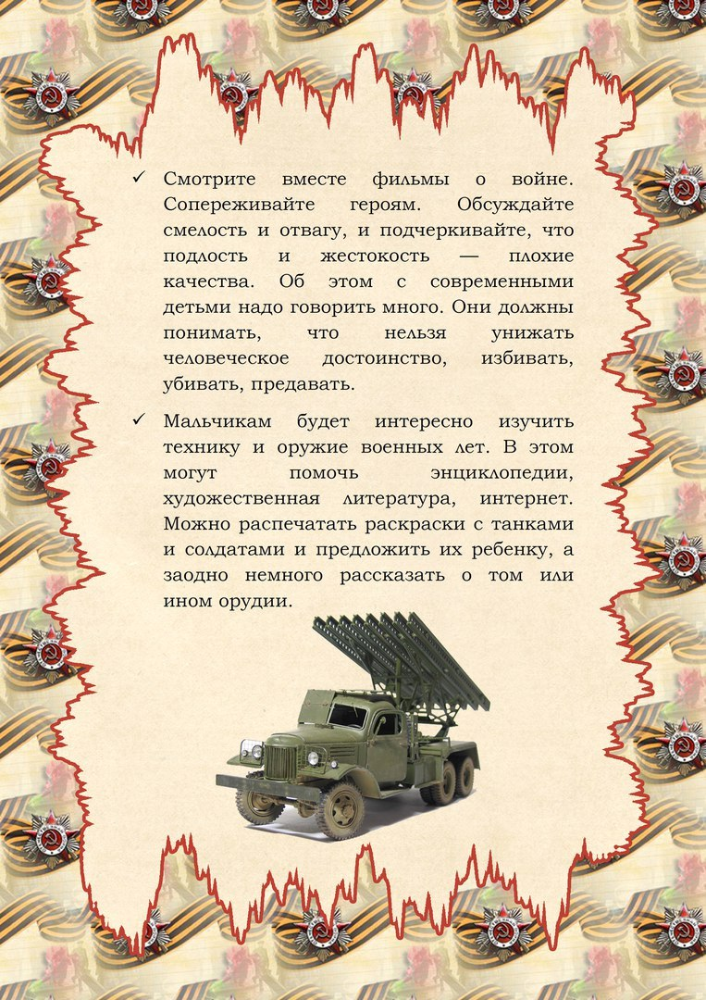 ✓ Смотрите вместе фильмы о войне.
Сопереживайте героям. Обсуждайте
смелость и отвагу, и подчеркивайте, что
подлость и жестокость — плохие
качества. Об этом с современными
детьми надо говорить много. Они должны
понимать, что нельзя унижать
человеческое достоинство, избивать,
убивать, предавать.
✓ Мальчикам будет интересно изучить
технику и оружие военных лет. В этом
могут помочь энциклопедии,
художественная литература, интернет.
Можно распечатать раскраски с танками
и солдатами и предложить их ребенку, а
заодно немного рассказать о том или
ином орудии.